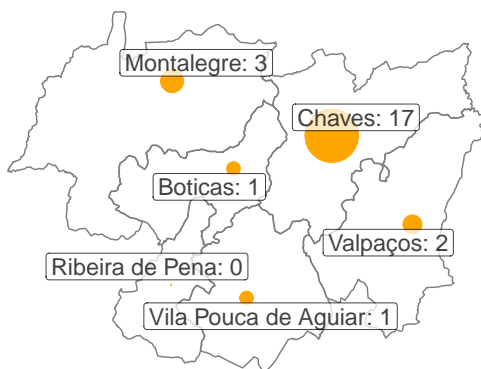 Montalegre: 3
Chaves: 17
Boticas: 1
Valpaços: 2
Ribeira de Pena: 0
Vila Pouca de Aguiar: 1